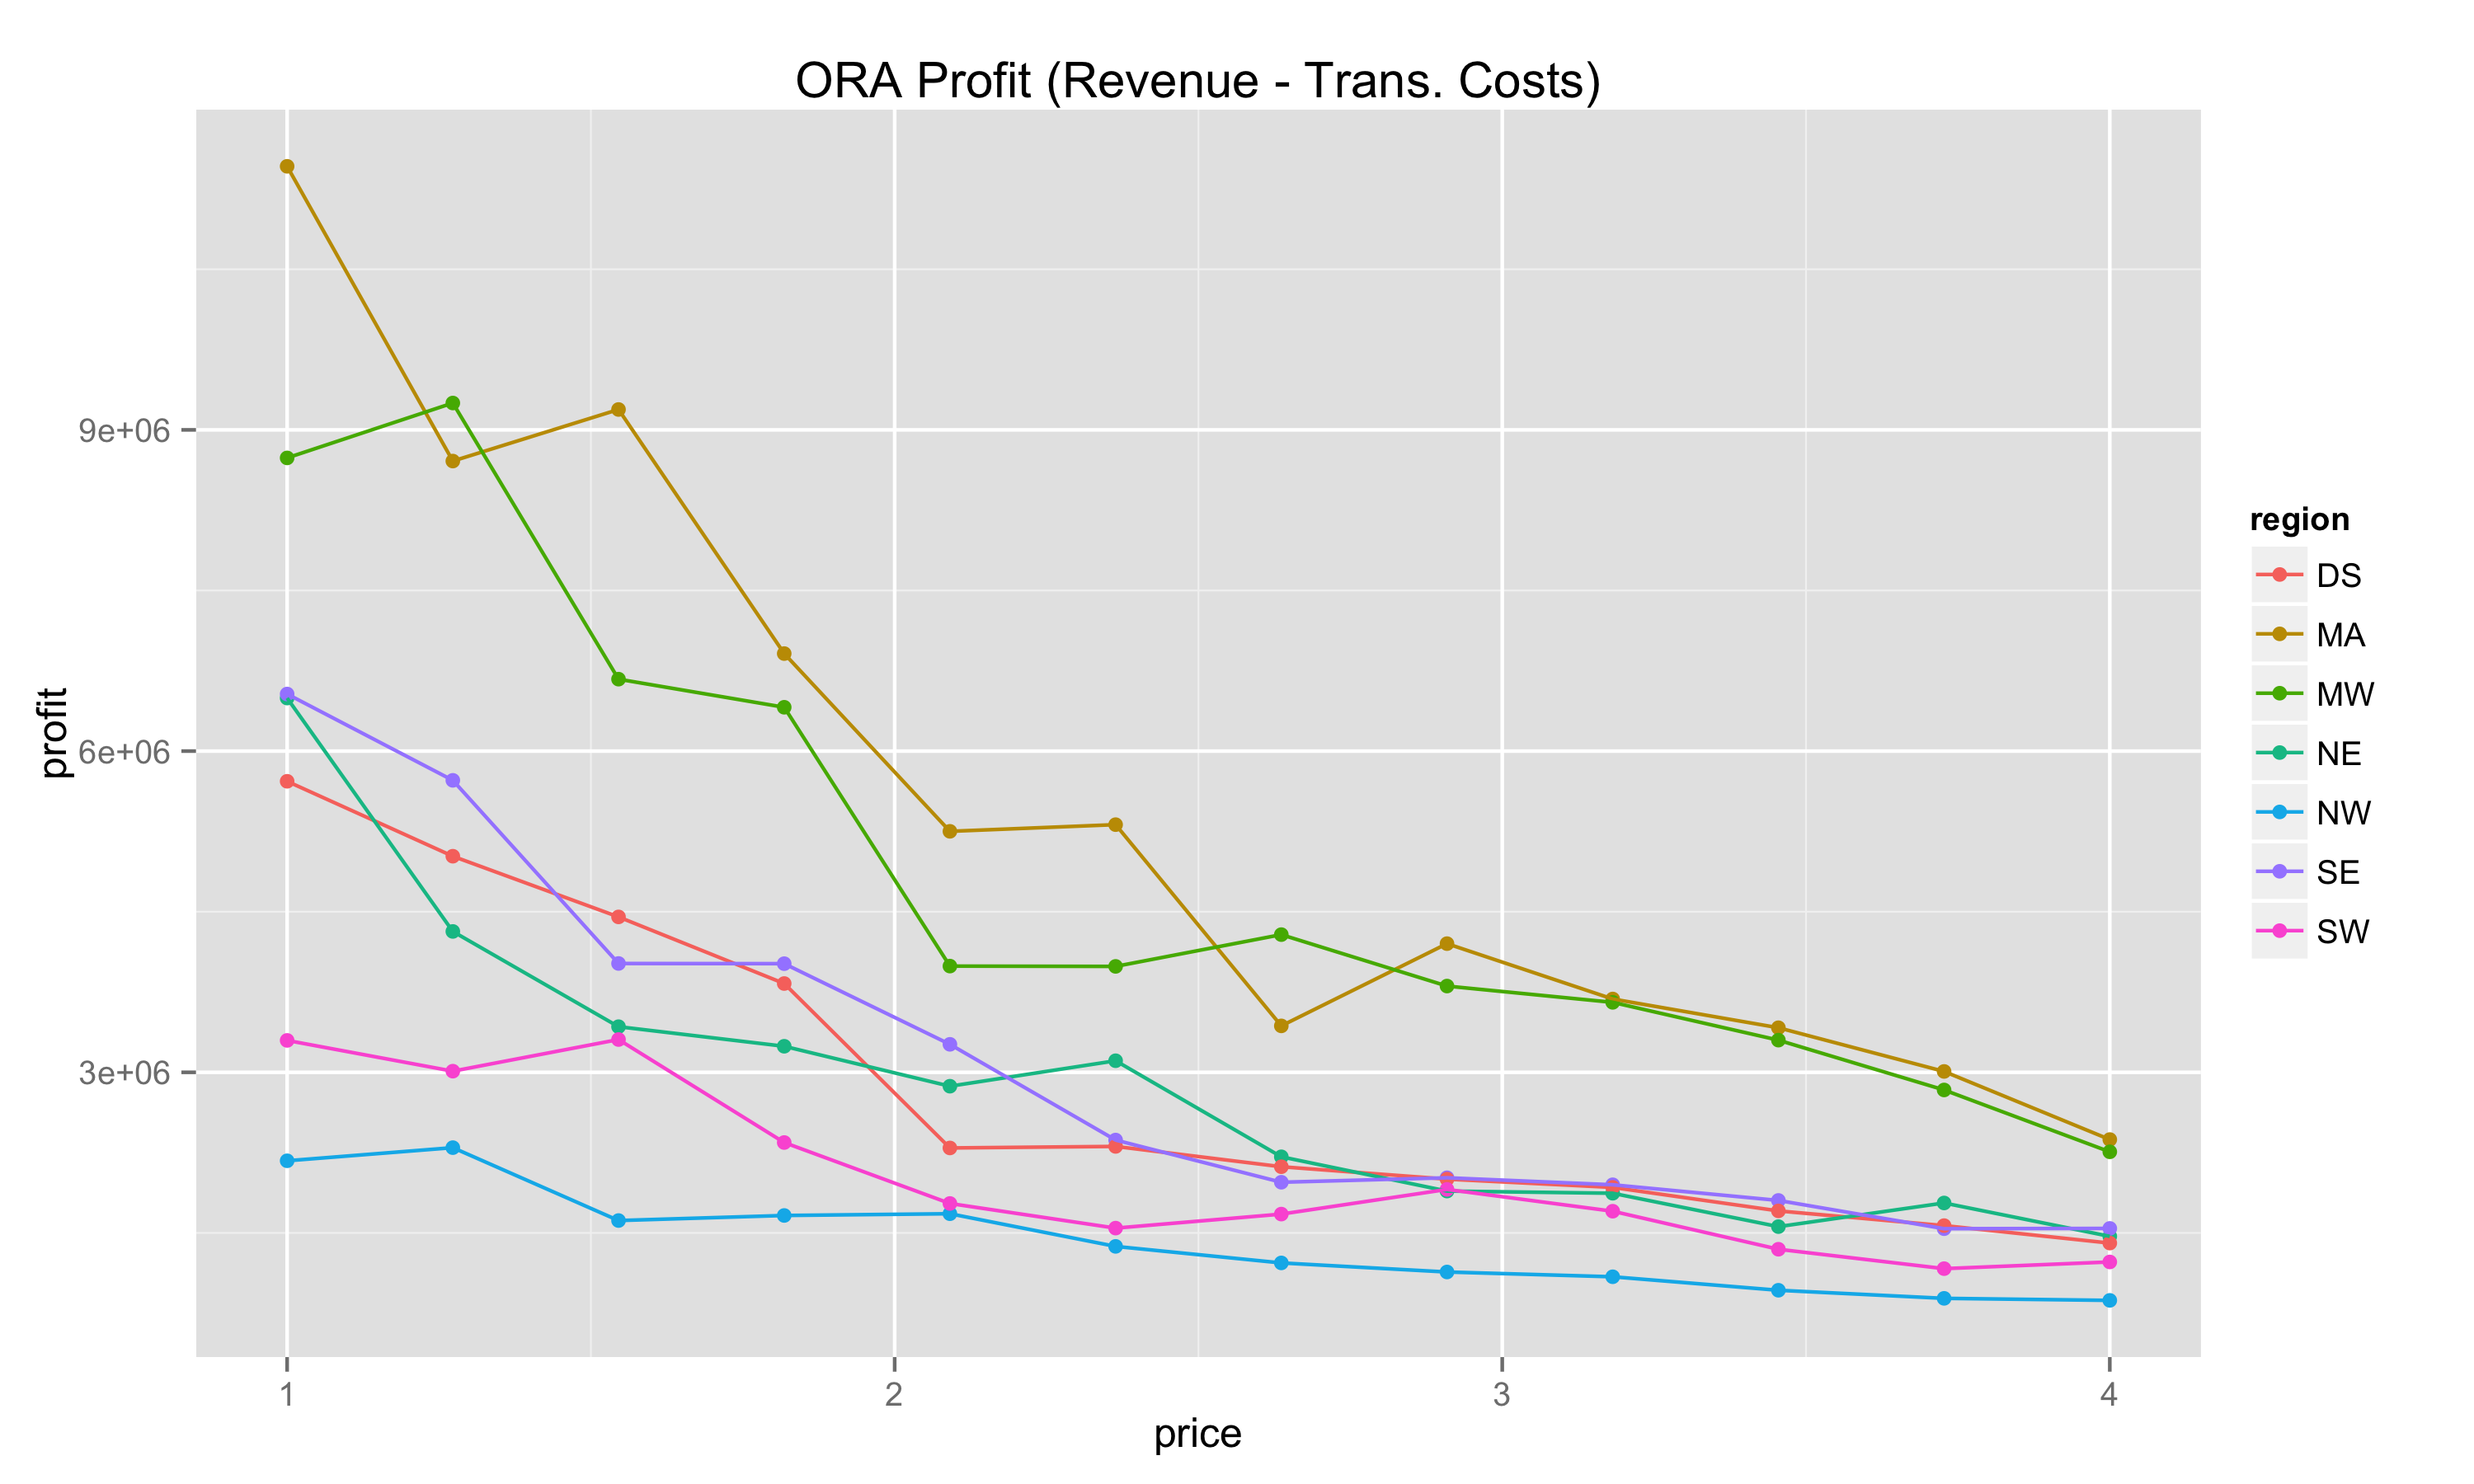 ORA Profit (Revenue - Trans. Costs)
profit
9e+06
6e+06
3e+06
1
2
3
4
price
region
DS
MA
MW
NE
NW
SE
SW